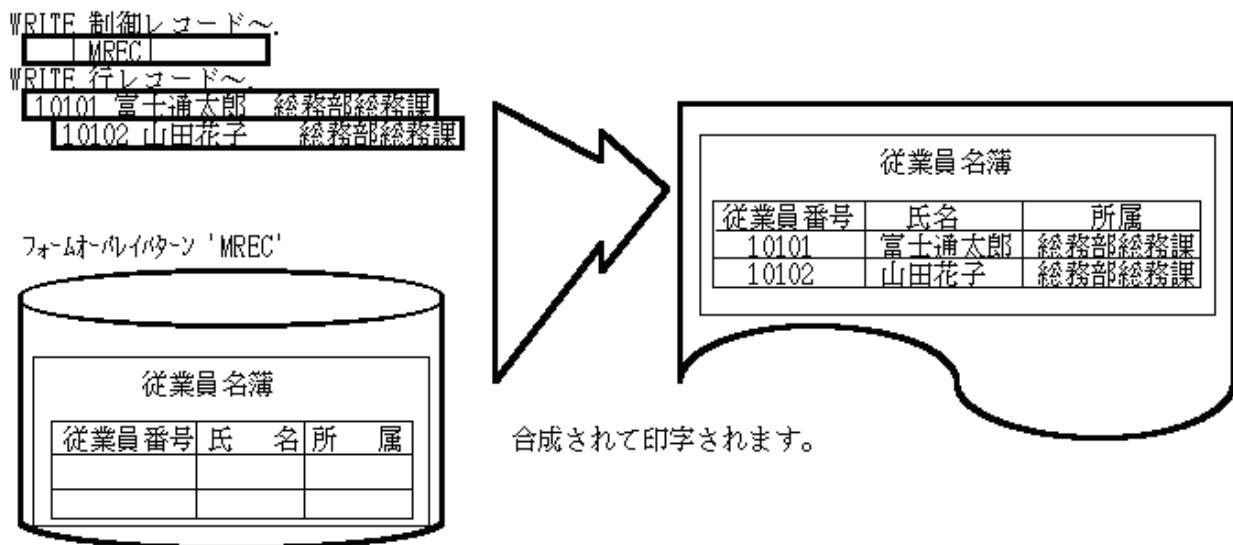 WRITE 制御レコード～.
MREC
WRITE 行レコード～.
10101 富士通太郎 総務部総務課
10102 山田花子 総務部総務課
フォームオーバレイパターン 'MREC'
従業員名簿
従業員番号 氏 名 所 属
合成されて印字されます。
従業員名簿
従業員番号 氏名 所属
10101 富士通太郎 総務部総務課
10102 山田花子 総務部総務課